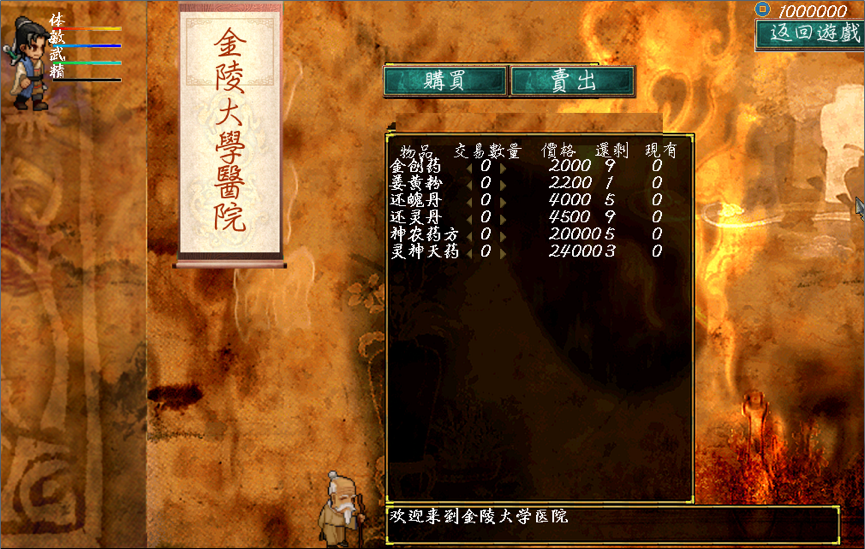 体
敏
武
精
金陵大學醫院
1000000
返回遊戲
購買 賣出
物品 交易數量 價格 還剩 現有
金创药 0 2000 9 0
姜黄粉 0 2200 1 0
还魄丹 0 4000 5 0
还灵丹 0 4500 9 0
神农药方 0 20000 5 0
灵神天药 0 24000 3 0
欢迎来到金陵大学医院